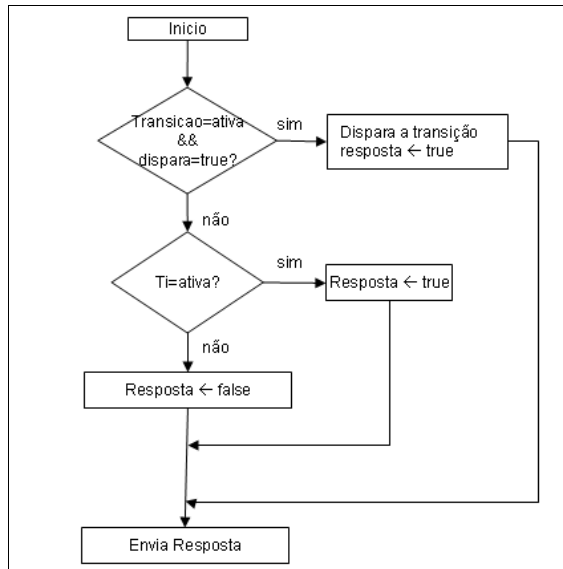 Inicio
Transicao=ativa
&&
dispara=true?
sim
Dispara a transição
resposta ← true
não
Ti=ativa?
sim
Resposta ← true
não
Resposta ← false
Envia Resposta